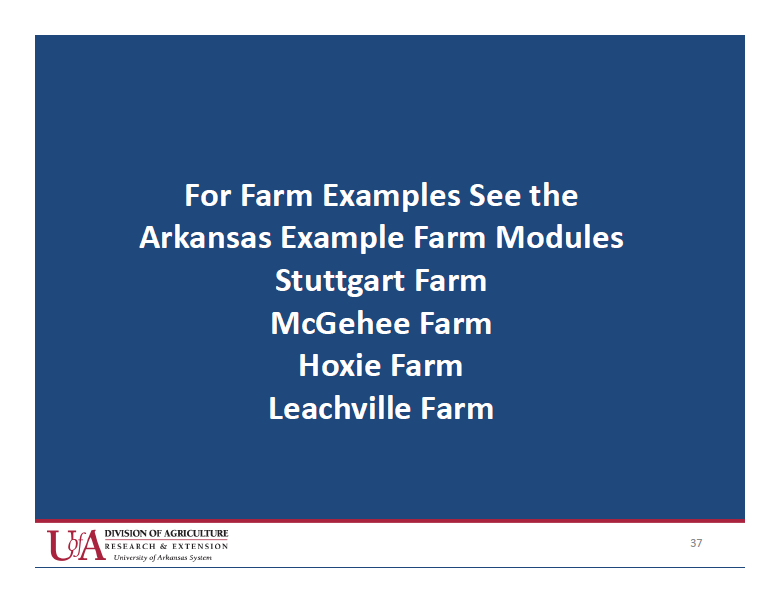 For Farm Examples See the
Arkansas Example Farm Modules
Stuttgart Farm
McGehee Farm
Hoxie Farm
Leachville Farm
UofA DIVISION OF AGRICULTURE
RESEARCH & EXTENSION
University of Arkansas System
37